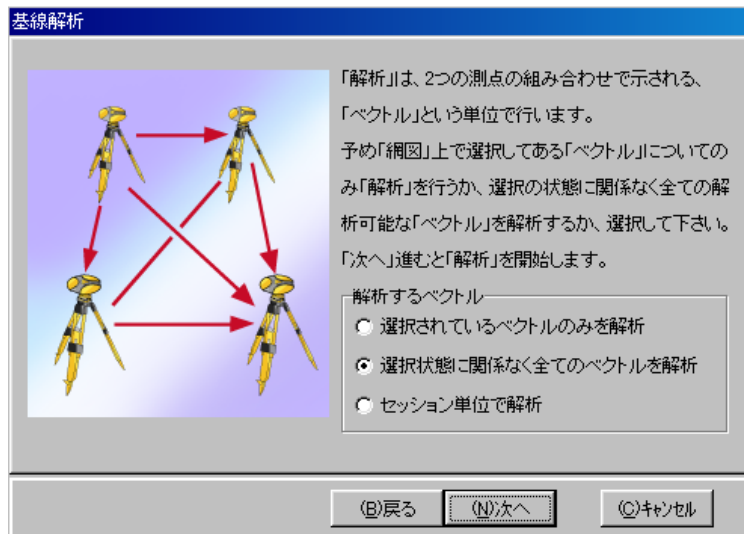 基線解析
「解析」は、2つの測点の組み合わせで示される、
「ベクトル」という単位で行います。
予め「網図」上で選択してある「ベクトル」についての
み「解析」を行うか、選択の状態に関係なく全ての解
析可能な「ベクトル」を解析するか、選択して下さい。
「次へ」進むと「解析」を開始します。
解析するベクトル
選択されているベクトルのみを解析
選択状態に関係なく全てのベクトルを解析
セッション単位で解析
(B)戻る
(N)次へ
(C)キャンセル